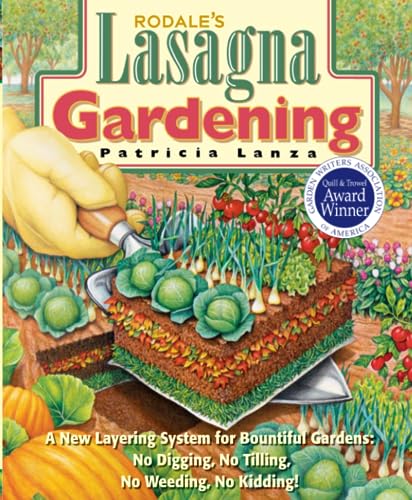 RODALE'S
Lasagna
Gardening
Patricia Lanza
GARDEN WRITERS ASSOCIATION
Quill & Trowel
Award
Winner
OF AMERICA
A New Layering System for Bountiful Gardens:
No Digging, No Tilling,
No Weeding, No Kidding!